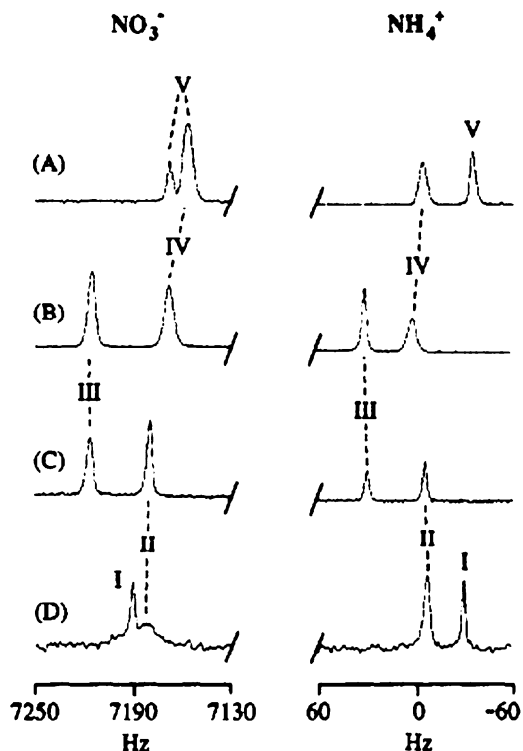 NO₃⁻ NH₄⁺
V
V
(A)
IV
IV
(B)
III
III
(C)
II
II
I
I
(D)
7250 7190 7130 60 0 -60
Hz Hz